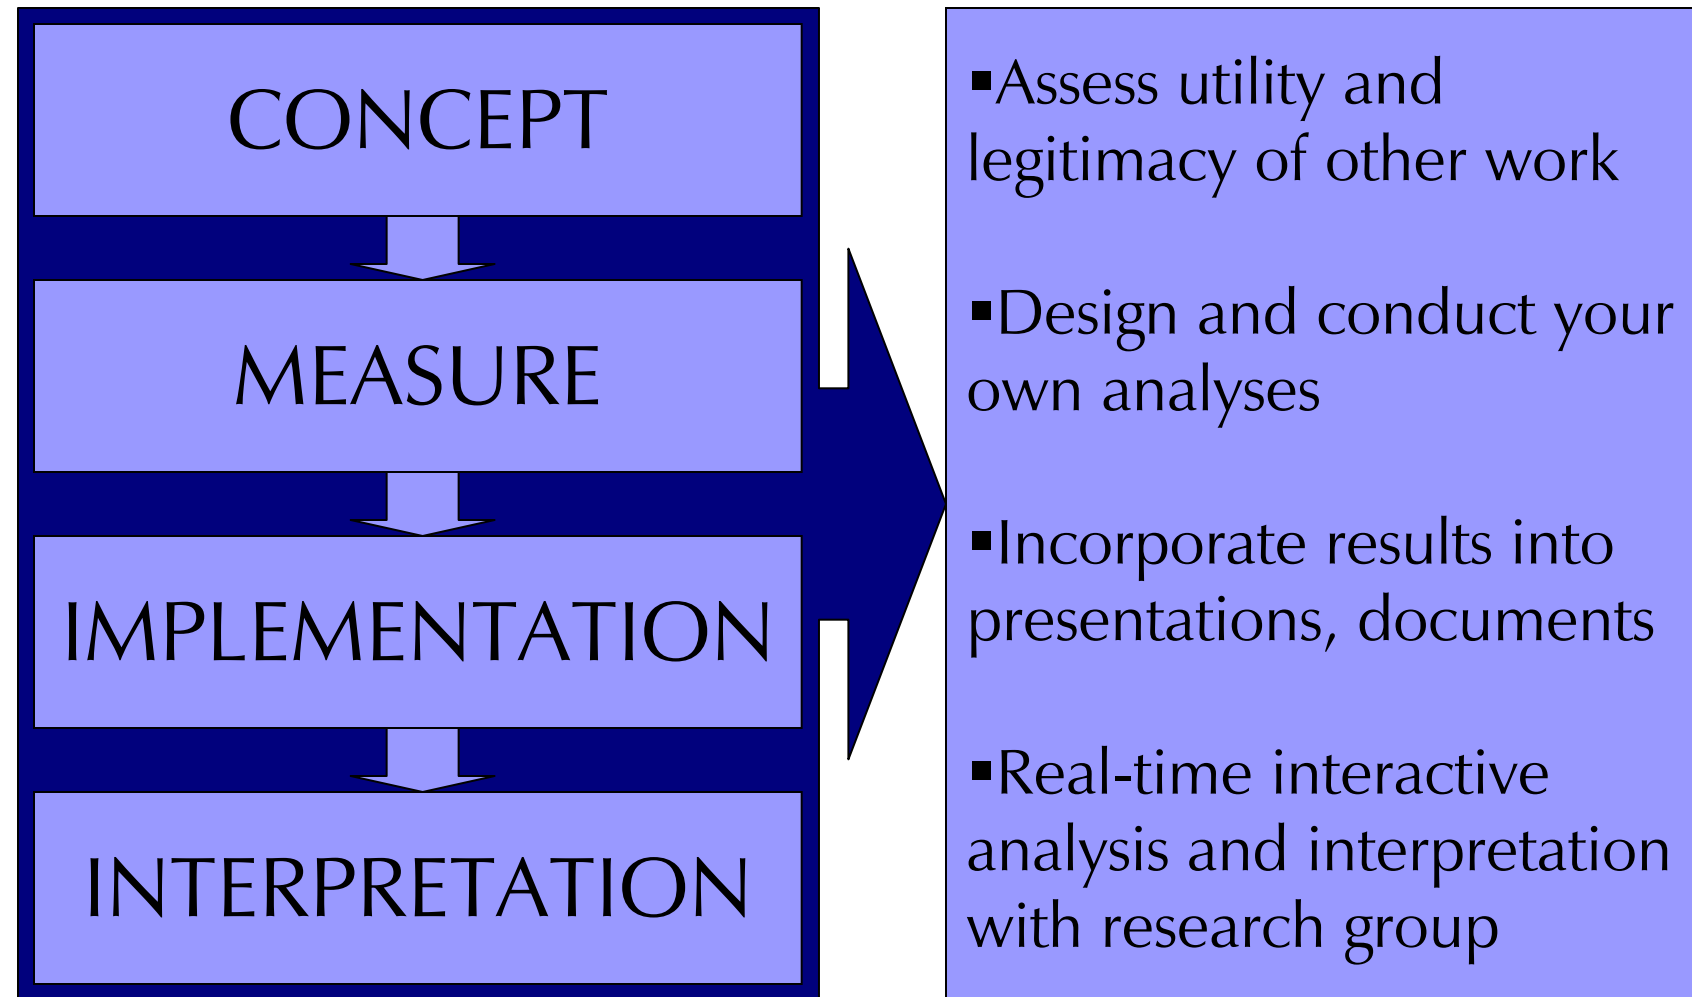 CONCEPT
MEASURE
IMPLEMENTATION
INTERPRETATION
▪Assess utility and
legitimacy of other work
▪Design and conduct your
own analyses
▪Incorporate results into
presentations, documents
▪Real-time interactive
analysis and interpretation
with research group